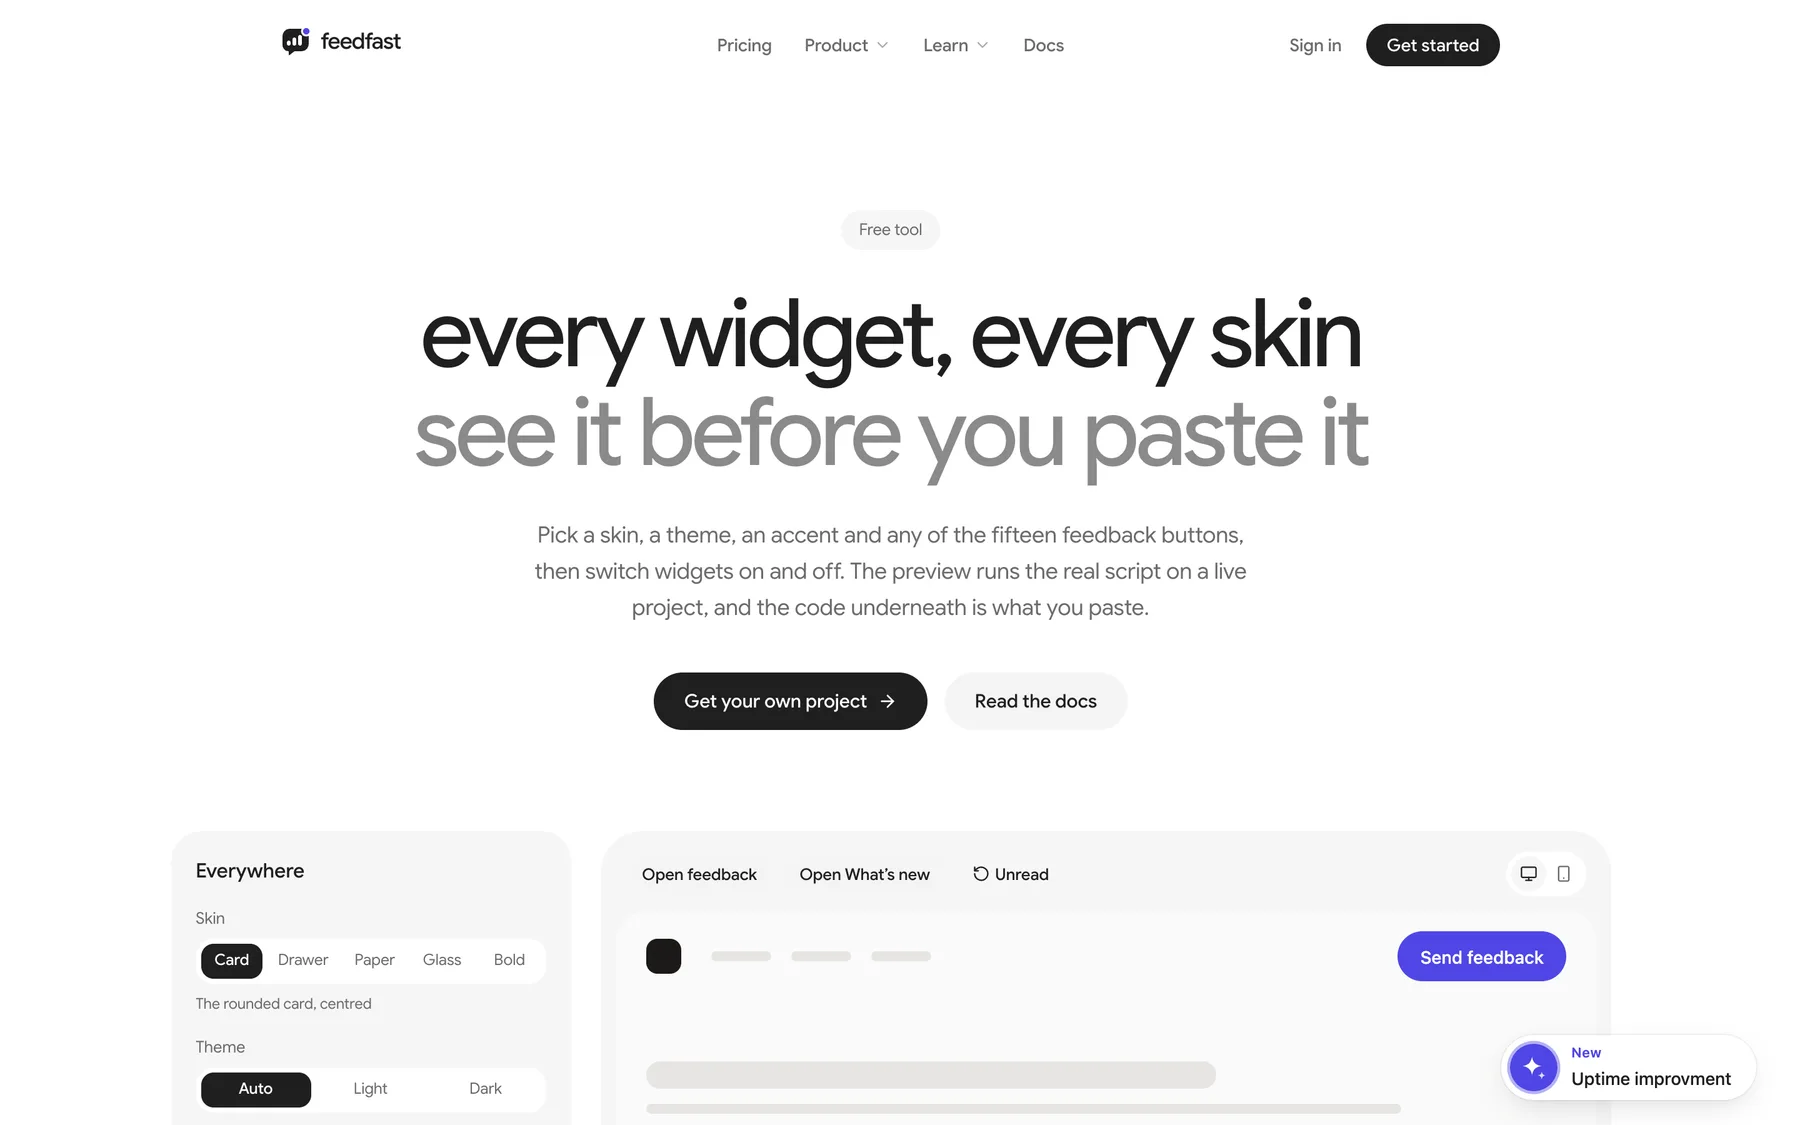 feedfast
Pricing
Product
Learn
Docs
Sign in
Get started
Free tool
every widget, every skin
see it before you paste it
Pick a skin, a theme, an accent and any of the fifteen feedback buttons,
then switch widgets on and off. The preview runs the real script on a live
project, and the code underneath is what you paste.
Get your own project →
Read the docs
Everywhere
Skin
Card
Drawer
Paper
Glass
Bold
The rounded card, centred
Theme
Auto
Light
Dark
Open feedback
Open What's new
Unread
Send feedback
New
Uptime improvment